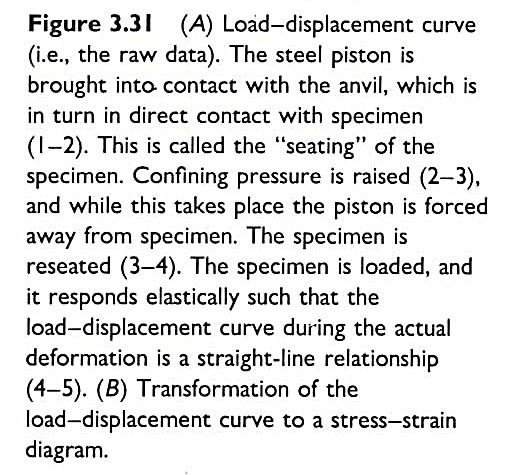 Figure 3.31 (A) Load–displacement curve
(i.e., the raw data). The steel piston is
brought into contact with the anvil, which is
in turn in direct contact with specimen
(1–2). This is called the “seating” of the
specimen. Confining pressure is raised (2–3),
and while this takes place the piston is forced
away from specimen. The specimen is
reseated (3–4). The specimen is loaded, and
it responds elastically such that the
load–displacement curve during the actual
deformation is a straight-line relationship
(4–5). (B) Transformation of the
load–displacement curve to a stress–strain
diagram.